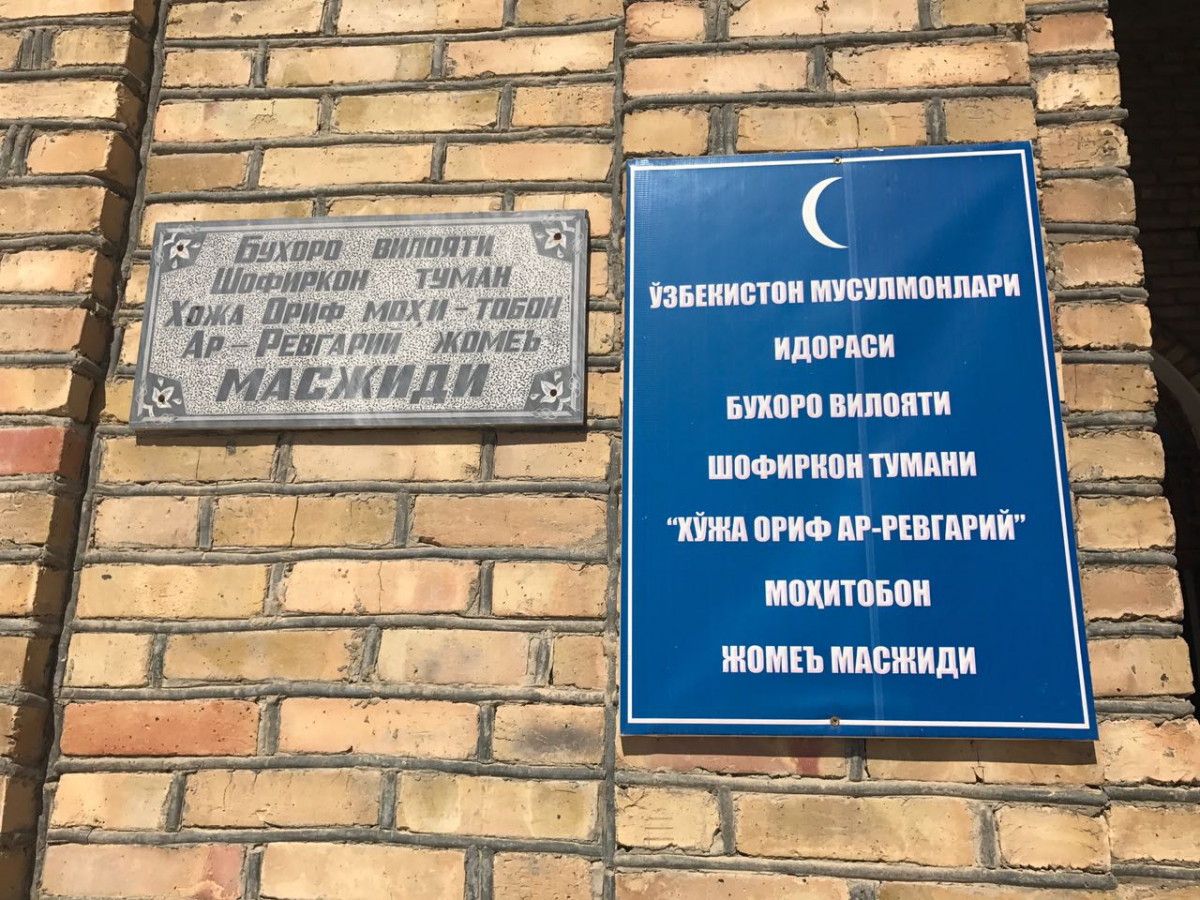 Бухоро вилояти
Шофиркон туман
Хожа Ориф моҳи – тобон
Ар – Ревгарий жомеъ
МАСЖИДИ
ЎЗБЕКИСТОН МУСУЛМОНЛАРИ
ИДОРАСИ
БУХОРО ВИЛОЯТИ
ШОФИРКОН ТУМАНИ
“ХЎЖА ОРИФ АР-РЕВГАРИЙ”
МОҲИТОБОН
ЖОМЕЪ МАСЖИДИ